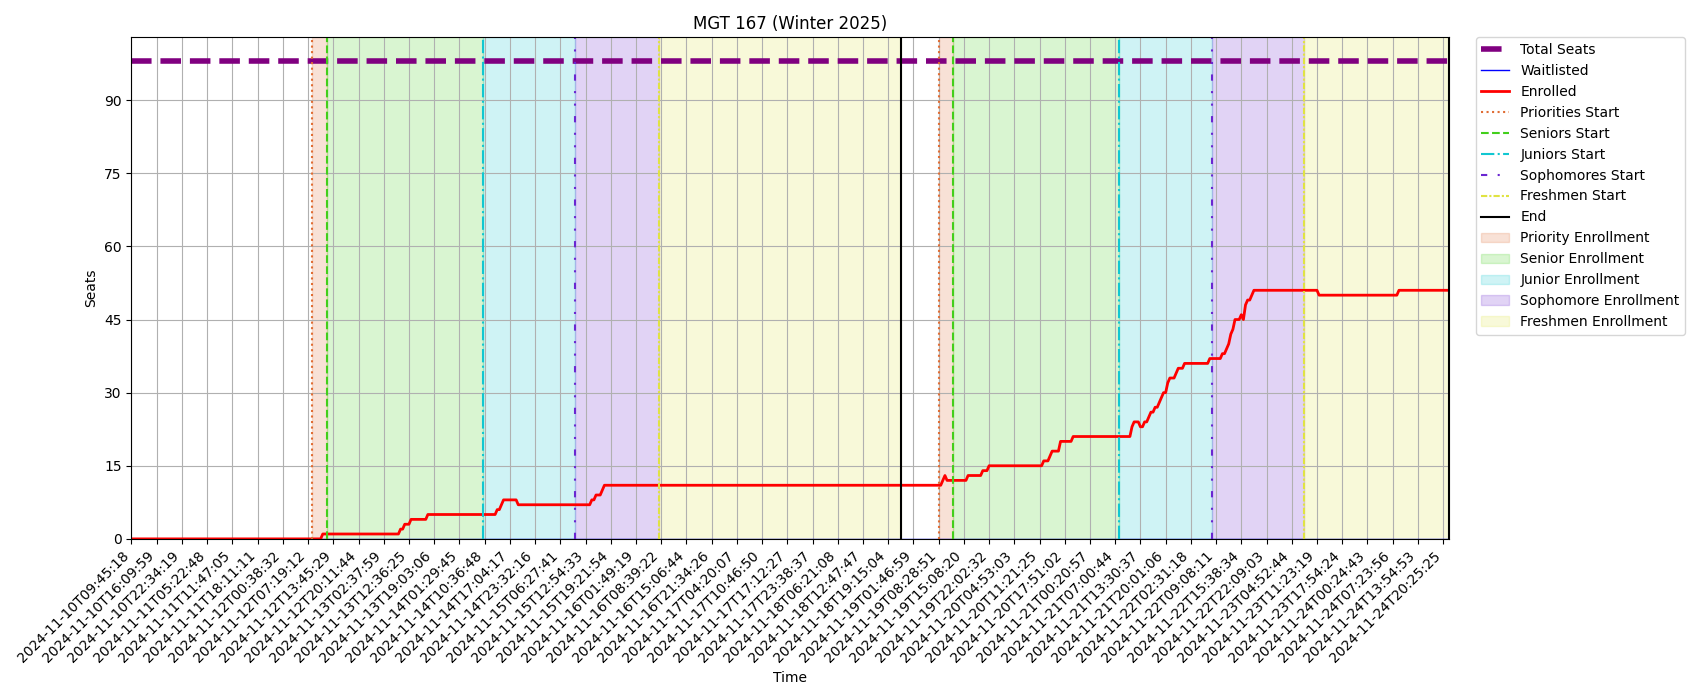 MGT 167 (Winter 2025)
Seats
90
75
60
45
30
15
0
2024-11-10T09:45:18
2024-11-10T16:09:59
2024-11-10T22:34:19
2024-11-11T05:22:48
2024-11-11T11:47:05
2024-11-11T18:11:11
2024-11-12T00:38:32
2024-11-12T07:19:12
2024-11-12T13:45:29
2024-11-12T20:11:44
2024-11-13T02:37:59
2024-11-13T12:36:25
2024-11-13T19:03:06
2024-11-14T01:29:45
2024-11-14T10:36:48
2024-11-14T17:04:17
2024-11-14T23:32:16
2024-11-15T06:27:41
2024-11-15T12:54:33
2024-11-15T19:21:54
2024-11-16T01:49:19
2024-11-16T08:39:22
2024-11-16T15:06:44
2024-11-16T21:34:26
2024-11-17T04:20:07
2024-11-17T10:46:50
2024-11-17T17:12:27
2024-11-17T23:38:37
2024-11-18T06:21:08
2024-11-18T12:47:47
2024-11-18T19:15:04
2024-11-19T01:46:59
2024-11-19T08:28:51
2024-11-19T15:08:20
2024-11-19T22:02:32
2024-11-20T04:53:03
2024-11-20T11:21:25
2024-11-20T17:51:02
2024-11-21T00:20:57
2024-11-21T07:00:44
2024-11-21T13:30:37
2024-11-21T20:01:06
2024-11-22T02:31:18
2024-11-22T09:08:11
2024-11-22T15:38:34
2024-11-22T22:09:03
2024-11-23T04:52:44
2024-11-23T11:23:19
2024-11-23T17:54:24
2024-11-24T00:24:43
2024-11-24T07:23:56
2024-11-24T13:54:53
2024-11-24T20:25:25
Time
Total Seats
Waitlisted
Enrolled
Priorities Start
Seniors Start
Juniors Start
Sophomores Start
Freshmen Start
End
Priority Enrollment
Senior Enrollment
Junior Enrollment
Sophomore Enrollment
Freshmen Enrollment